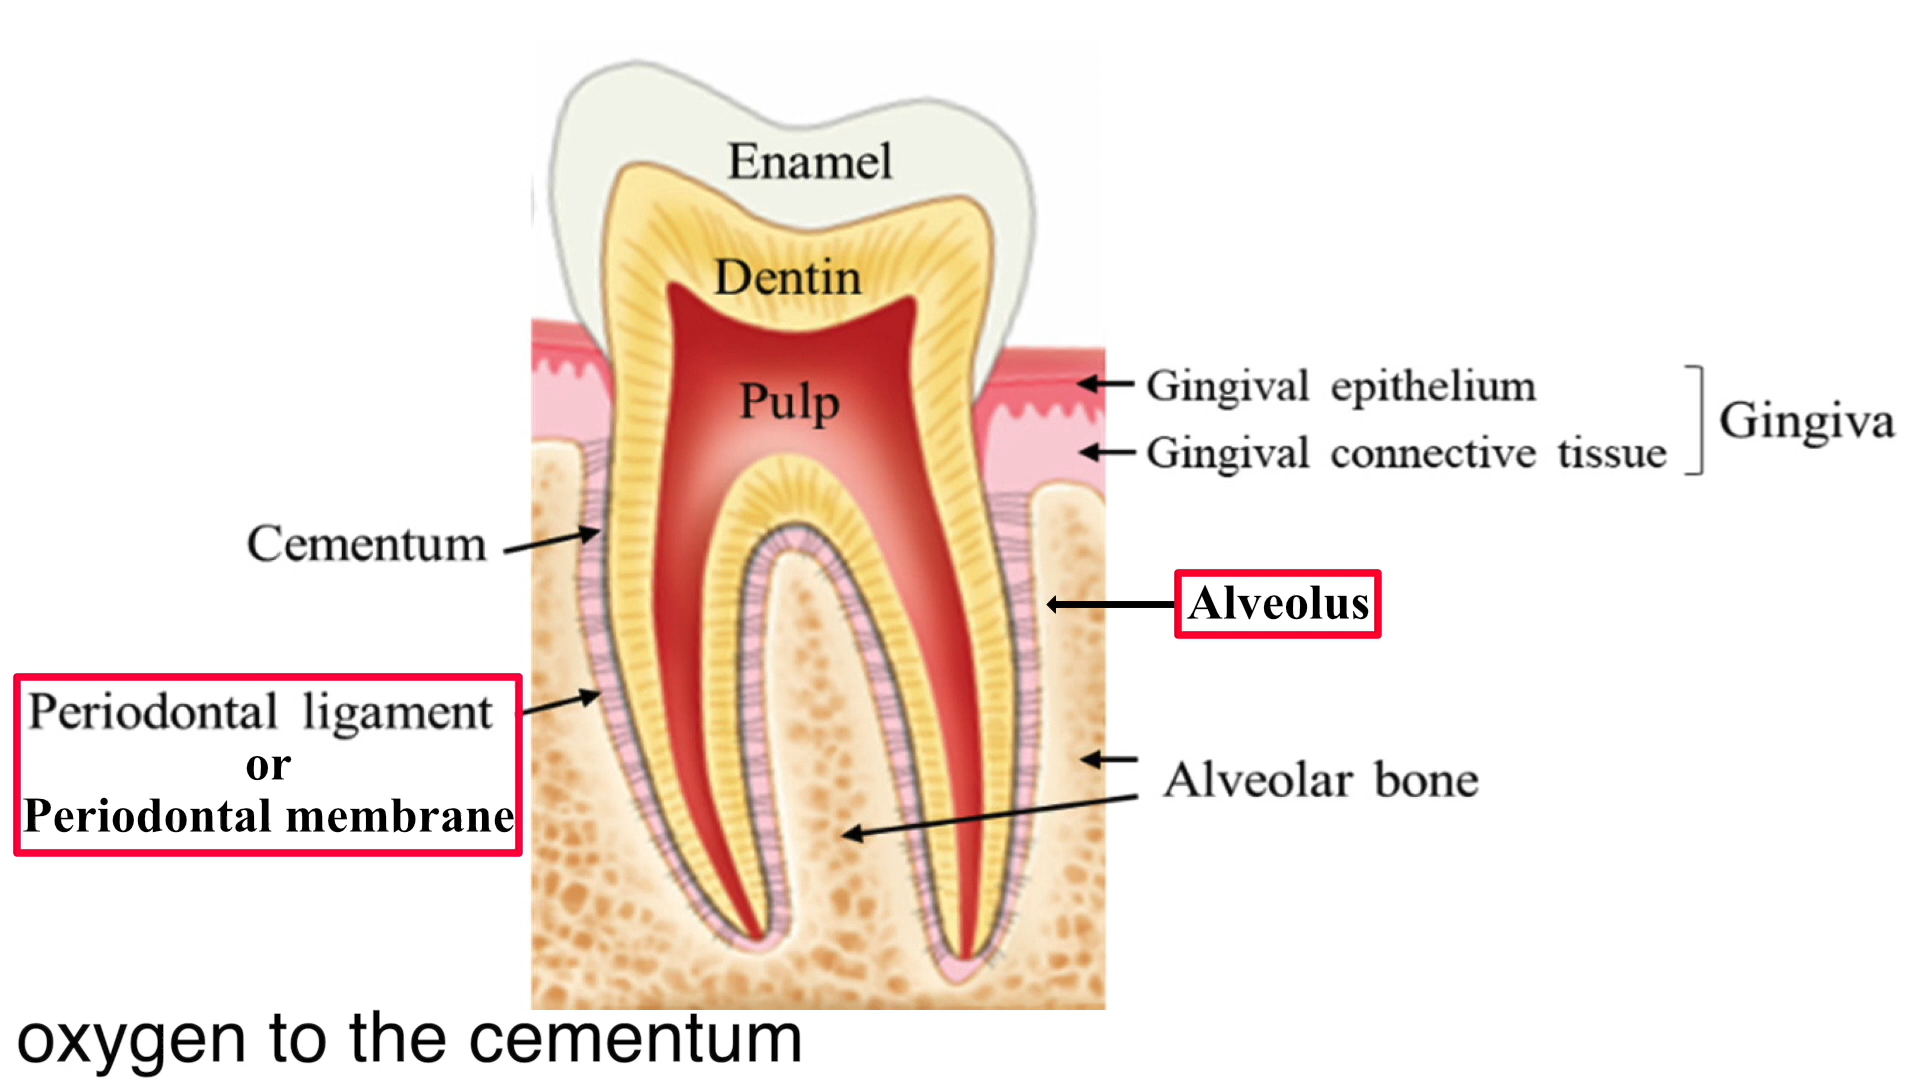 Enamel
Dentin
Pulp
Gingival epithelium
Gingival connective tissue
Gingiva
Cementum
Alveolus
Periodontal ligament
or
Periodontal membrane
Alveolar bone
oxygen to the cementum